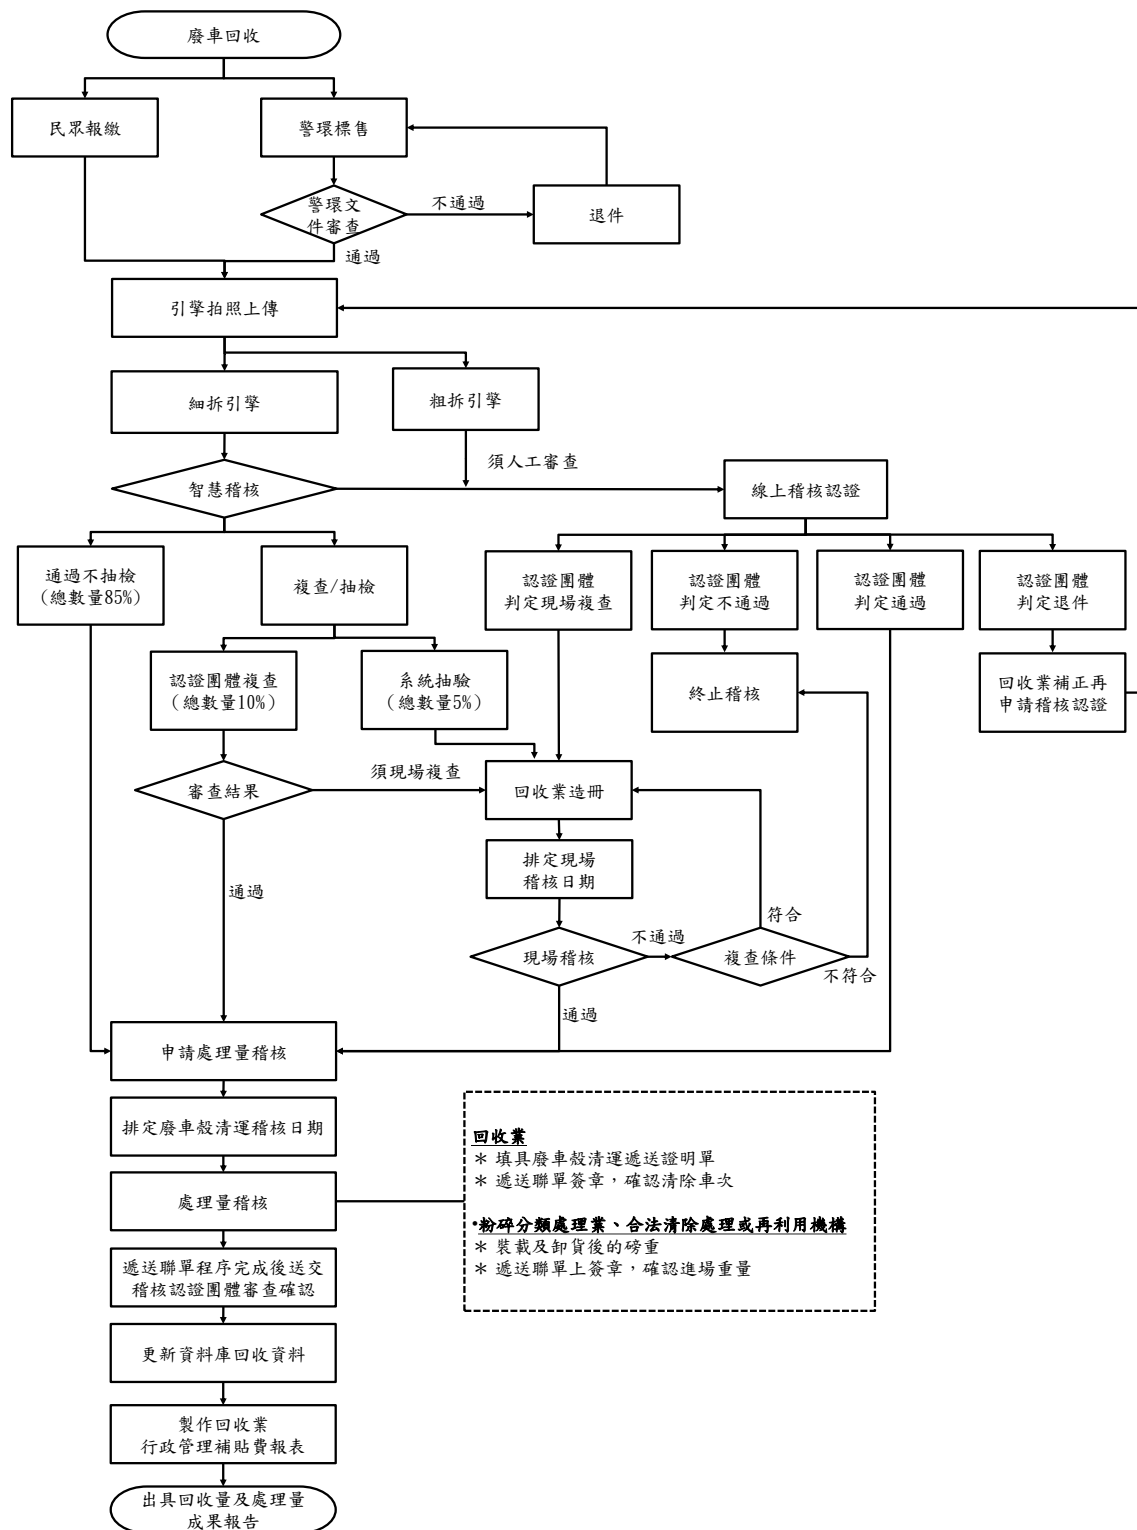 廢車回收
民眾報繳
警環標售
警環文
件審查
不通過
退件
通過
引擎拍照上傳
細拆引擎
粗拆引擎
須人工審查
智慧稽核
線上稽核認證
通過不抽檢
（總數量85%）
複查/抽檢
認證團體
判定現場複查
認證團體
判定不通過
認證團體
判定通過
認證團體
判定退件
認證團體複查
（總數量10%）
系統抽驗
（總數量5%）
終止稽核
回收業補正再
申請稽核認證
審查結果
須現場複查
回收業造冊
排定現場
稽核日期
通過
符合
現場稽核
不通過
複查條件
不符合
通過
申請處理量稽核
排定廢車殼清運稽核日期
回收業
＊ 填具廢車殼清運遞送證明單
＊ 遞送聯單簽章，確認清除車次
處理量稽核
•粉碎分類處理業、合法清除處理或再利用機構
＊ 裝載及卸貨後的磅重
＊ 遞送聯單上簽章，確認進場重量
遞送聯單程序完成後送交
稽核認證團體審查確認
更新資料庫回收資料
製作回收業
行政管理補貼費報表
出具回收量及處理量
成果報告